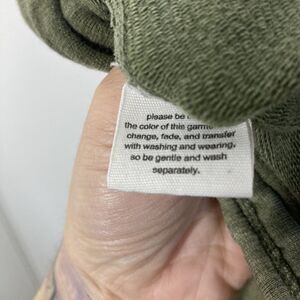 please be
the color of this
change, fade, and transfer
with washing and wearing,
so be gentle and wash
separately.